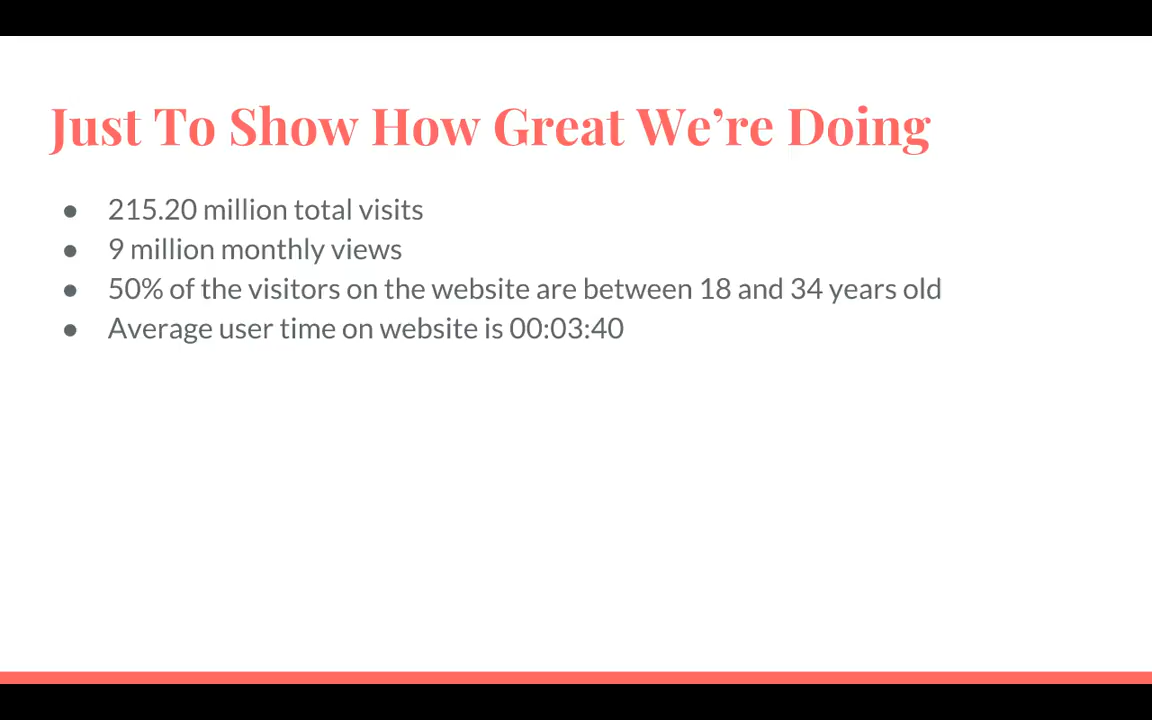 Just To Show How Great We’re Doing
● 215.20 million total visits
● 9 million monthly views
● 50% of the visitors on the website are between 18 and 34 years old
● Average user time on website is 00:03:40